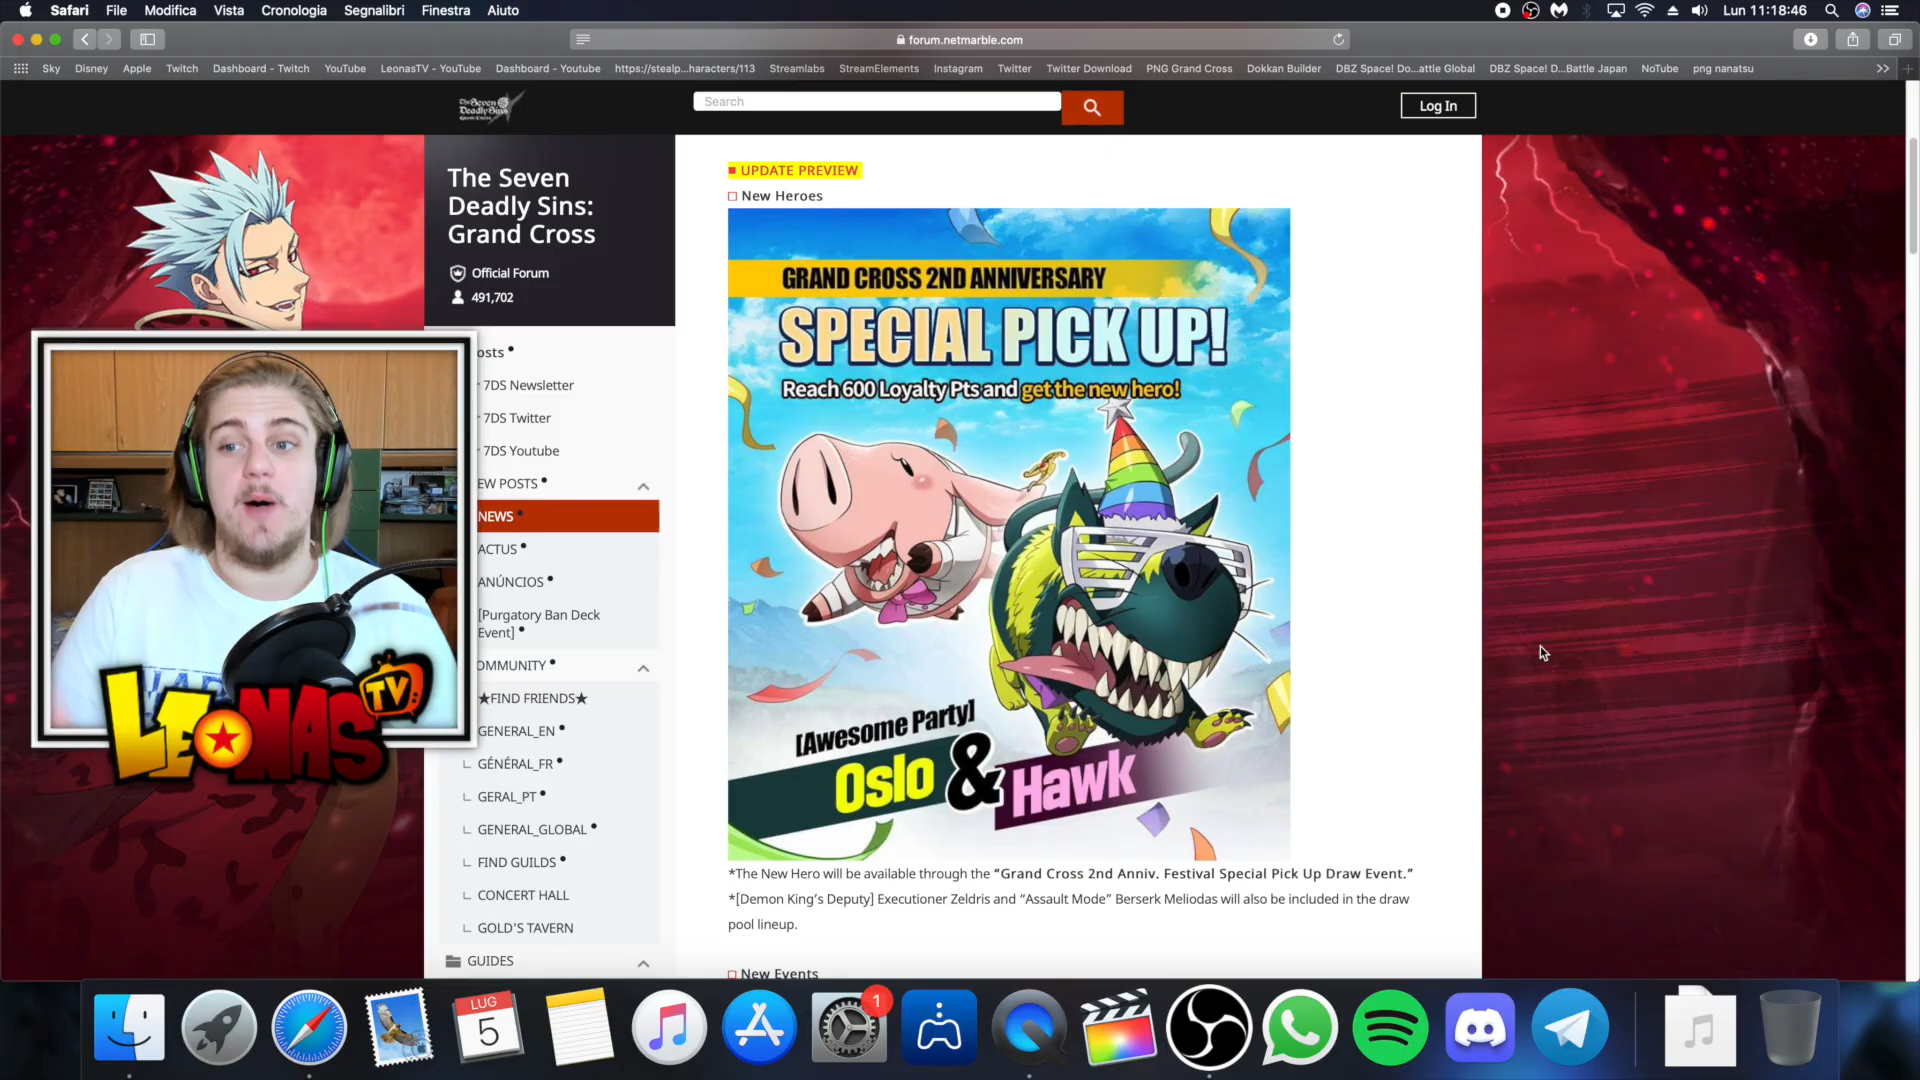 Safari File Modifica Vista Cronologia Segnalibri Finestra Aiuto Lun 11:18:46
forum.netmarble.com
Sky Disney Apple Twitch Dashboard - Twitch YouTube LeonasTV - YouTube Dashboard - Youtube https://stealp...haracters/113 Streamlabs StreamElements Instagram Twitter Twitter Download PNG Grand Cross Dokkan Builder DBZ Space! Do...attle Global DBZ Space! D...Battle Japan NoTube png nanatsu
The Seven
Deadly Sins
Grand Cross
Search
Log In
The Seven
Deadly Sins:
Grand Cross
Official Forum
491,702
osts
7DS Newsletter
7DS Twitter
7DS Youtube
EW POSTS
NEWS
ACTUS
ANÚNCIOS
[Purgatory Ban Deck
Event]
OMMUNITY
★FIND FRIENDS★
GENERAL_EN
GÉNÉRAL_FR
GERAL_PT
GENERAL_GLOBAL
FIND GUILDS
CONCERT HALL
GOLD'S TAVERN
GUIDES
LEONAS TV
UPDATE PREVIEW
New Heroes
GRAND CROSS 2ND ANNIVERSARY
SPECIAL PICK UP!
Reach 600 Loyalty Pts and get the new hero!
[Awesome Party]
Oslo & Hawk
*The New Hero will be available through the “Grand Cross 2nd Anniv. Festival Special Pick Up Draw Event.”
*[Demon King’s Deputy] Executioner Zeldris and “Assault Mode” Berserk Meliodas will also be included in the draw
pool lineup.
New Events
LUG
5
1